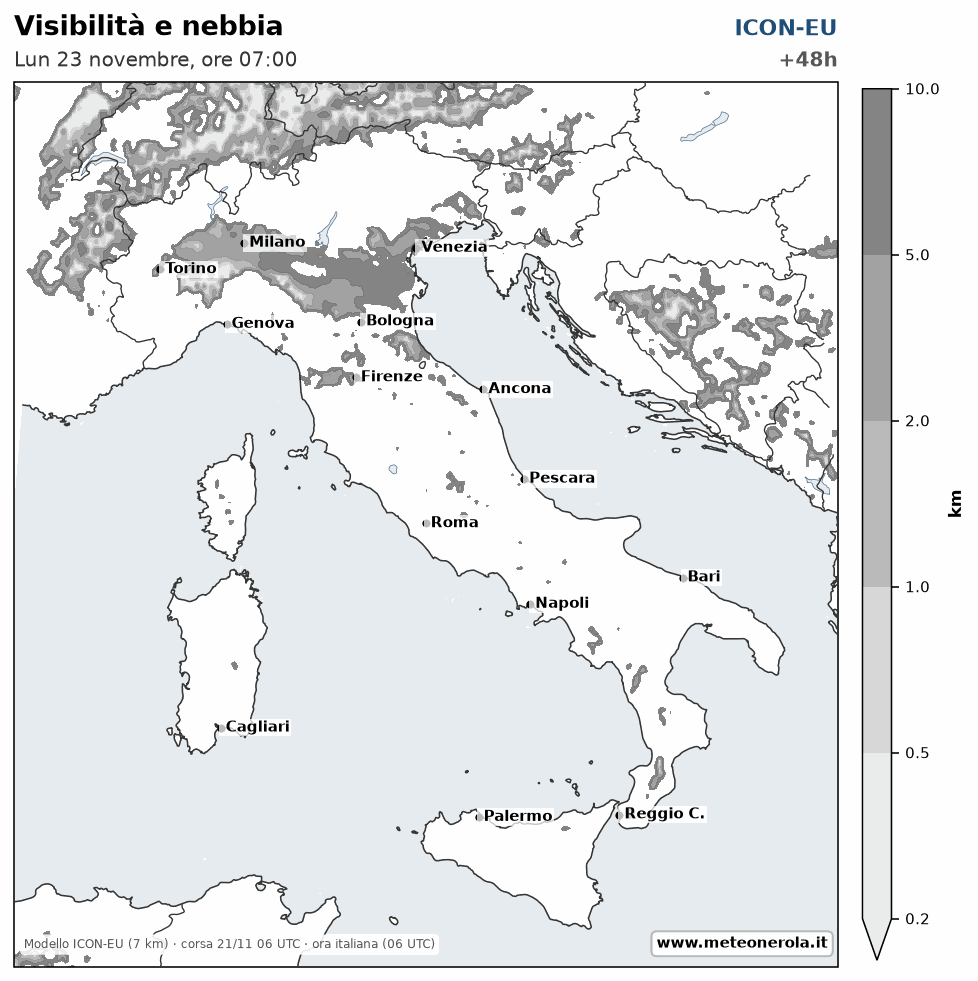 Visibilità e nebbia
ICON-EU
Lun 23 novembre, ore 07:00
+48h
Milano
Venezia
Torino
Genova
Bologna
Firenze
Ancona
Pescara
Roma
Bari
Napoli
Cagliari
Palermo
Reggio C.
10.0
5.0
2.0
1.0
0.5
0.2
km
Modello ICON-EU (7 km) · corsa 21/11 06 UTC · ora italiana (06 UTC)
www.meteonerola.it